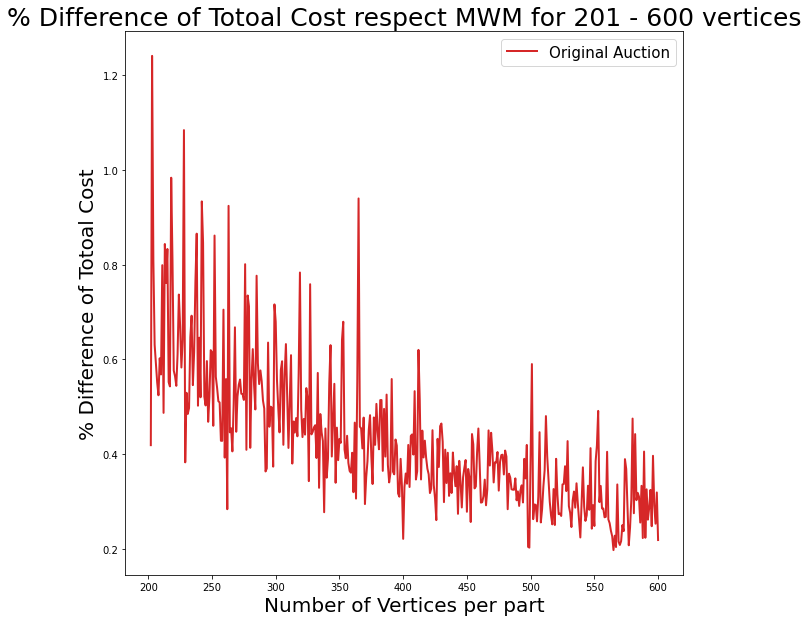 % Difference of Totoal Cost respect MWM for 201 - 600 vertices
Original Auction
% Difference of Totoal Cost
1.2
1.0
0.8
0.6
0.4
0.2
200 250 300 350 400 450 500 550 600
Number of Vertices per part